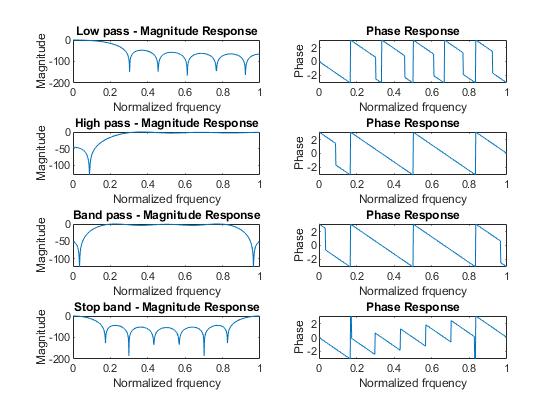 Low pass - Magnitude Response
Phase Response
Magnitude
0
-100
-200
0 0.2 0.4 0.6 0.8 1
Normalized frquency
Phase
2
0
-2
0 0.2 0.4 0.6 0.8 1
Normalized frquency
High pass - Magnitude Response
Phase Response
Magnitude
0
-50
-100
0 0.2 0.4 0.6 0.8 1
Normalized frquency
Phase
2
0
-2
0 0.2 0.4 0.6 0.8 1
Normalized frquency
Band pass - Magnitude Response
Phase Response
Magnitude
0
-50
-100
0 0.2 0.4 0.6 0.8 1
Normalized frquency
Phase
2
0
-2
0 0.2 0.4 0.6 0.8 1
Normalized frquency
Stop band - Magnitude Response
Phase Response
Magnitude
0
-100
-200
0 0.2 0.4 0.6 0.8 1
Normalized frquency
Phase
2
0
-2
0 0.2 0.4 0.6 0.8 1
Normalized frquency